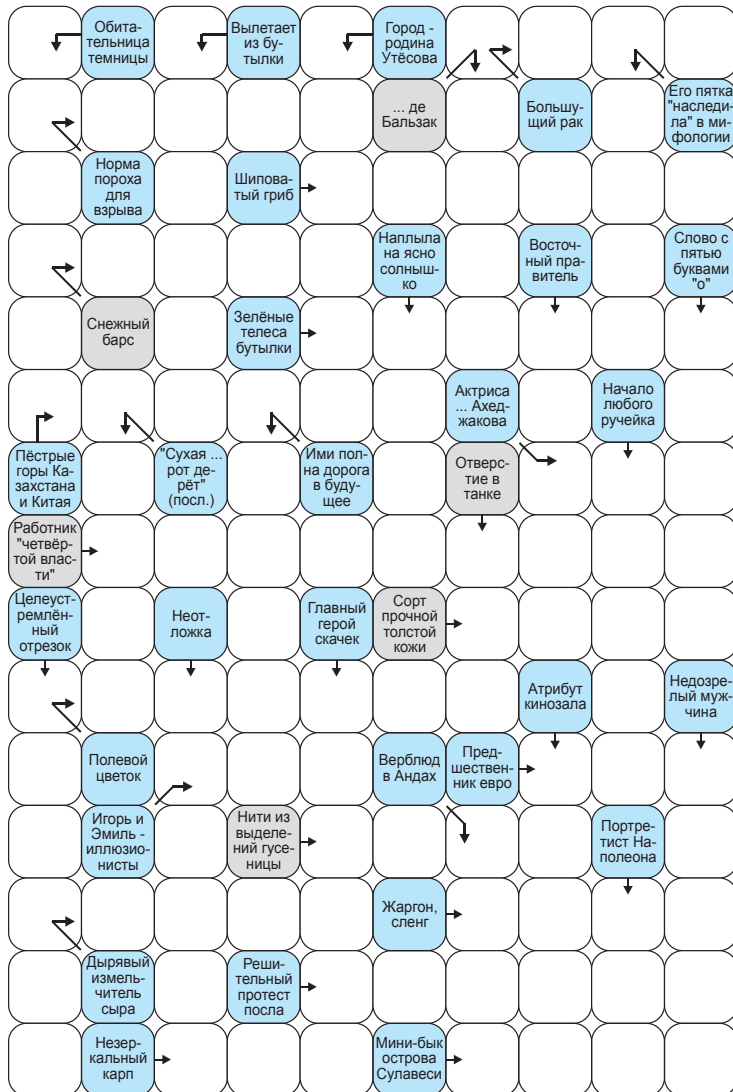 Обита-
тельница
темницы
Вылетает
из бу-
тылки
Город -
родина
Утёсова
... де
Бальзак
Большу-
щий рак
Его пятка
"наследи-
ла" в ми-
фологии
Норма
пороха
для
взрыва
Шипова-
тый гриб
Наплыла
на ясно
солныш-
ко
Восточ-
ный пра-
витель
Слово с
пятью
буквами
"о"
Снежный
барс
Зелёные
телеса
бутылки
Актриса
... Ахед-
жакова
Начало
любого
ручейка
Пёстрые
горы Ка-
захстана
и Китая
"Сухая ...
рот де-
рёт"
(посл.)
Ими пол-
на дорога
в буду-
щее
Отверс-
тие в
танке
Работник
"четвёр-
той влас-
ти"
Целеуст-
ремлён-
ный
отрезок
Неот-
ложка
Главный
герой
скачек
Сорт
прочной
толстой
кожи
Атрибут
кинозала
Недозре-
лый муж-
чина
Полевой
цветок
Верблюд
в Андах
Пред-
шествен-
ник евро
Игорь и
Эмиль -
иллюзио-
нисты
Нити из
выделе-
ний гусе-
ницы
Портре-
тист На-
полеона
Жаргон,
сленг
Дырявый
измель-
читель
сыра
Реши-
тельный
протест
посла
Незер-
кальный
карп
Мини-бык
острова
Сулавеси